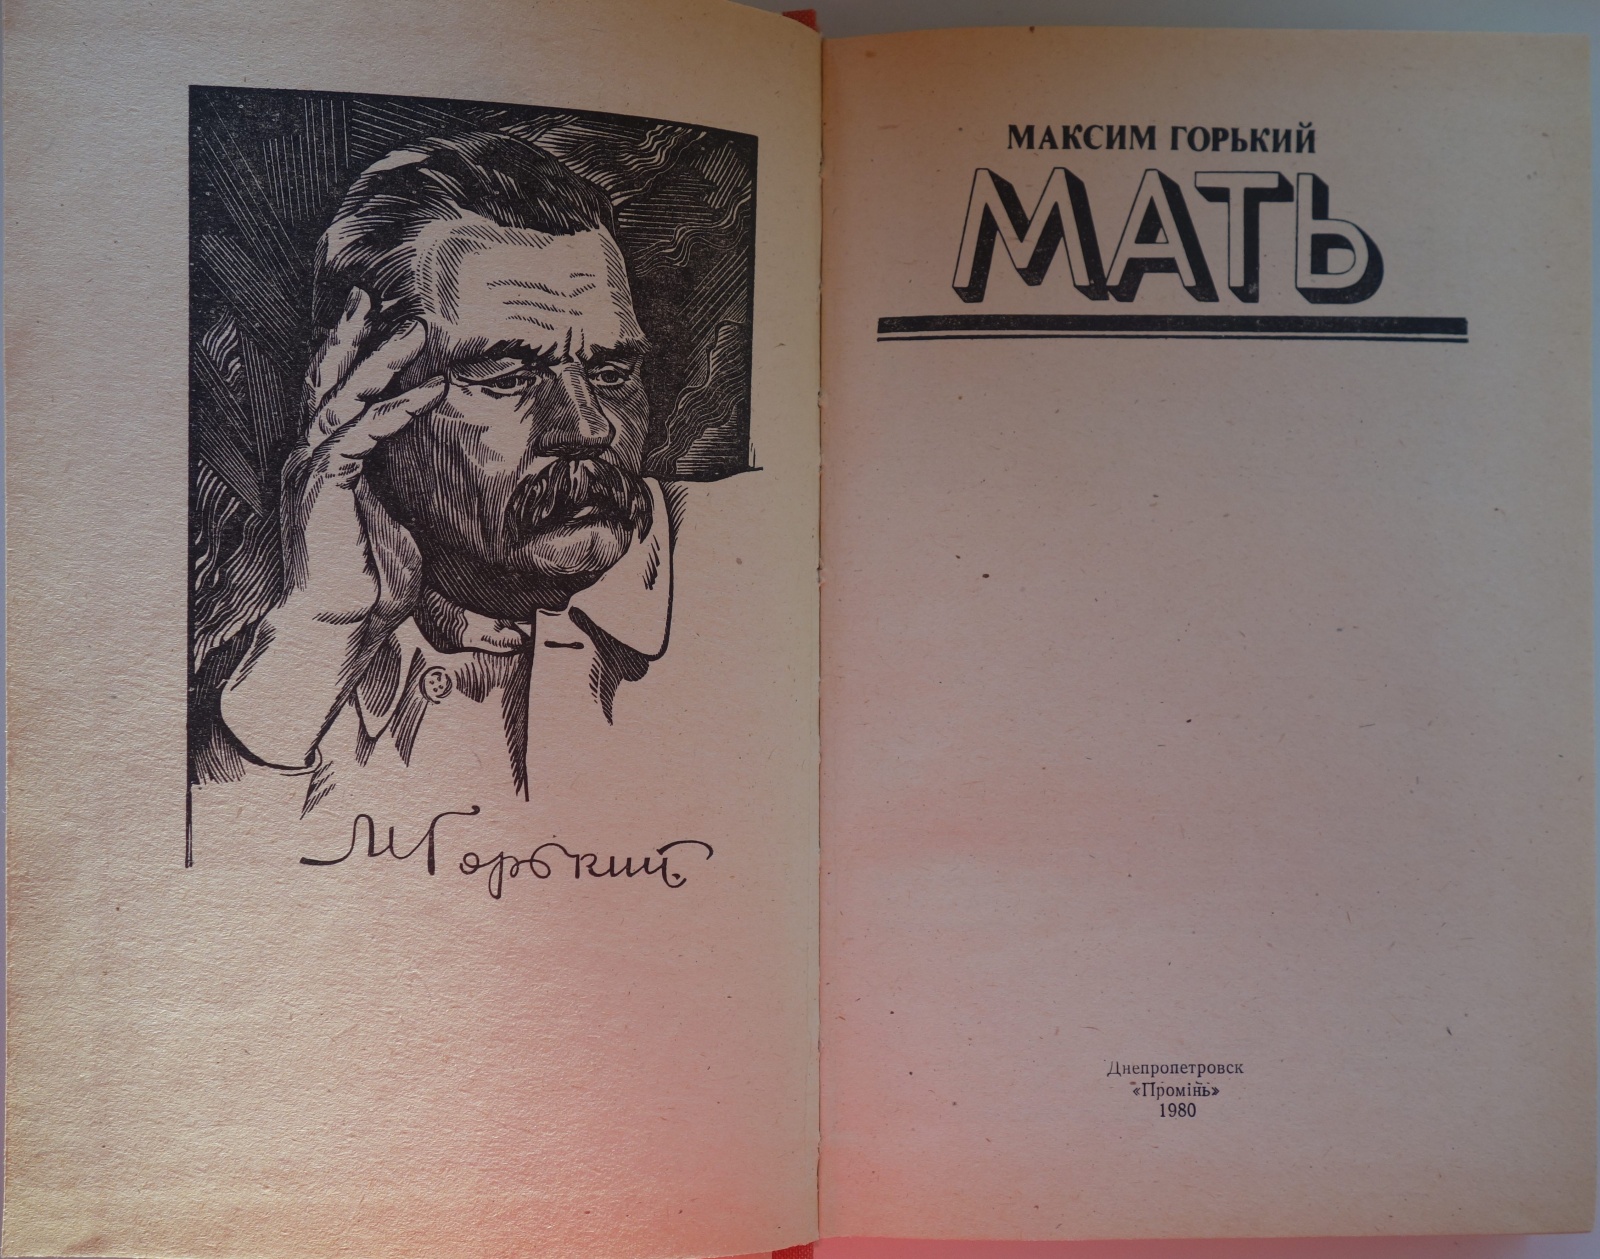 М Горький
МАКСИМ ГОРЬКИЙ
МАТЬ
Днепропетровск
«Промінь»
1980